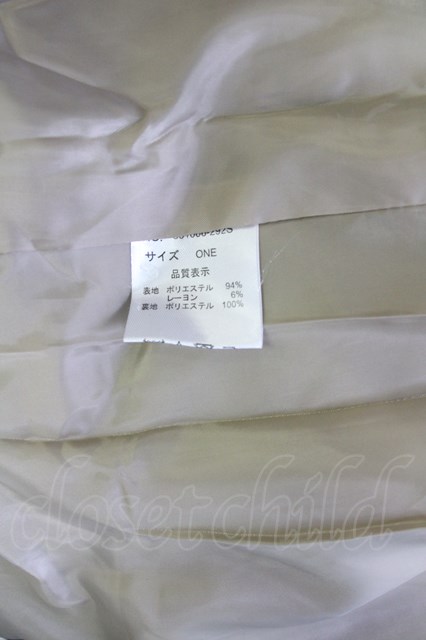 サイズ ONE
品質表示
表地 ポリエステル 94%
レーヨン 6%
裏地 ポリエステル 100%
closetchild